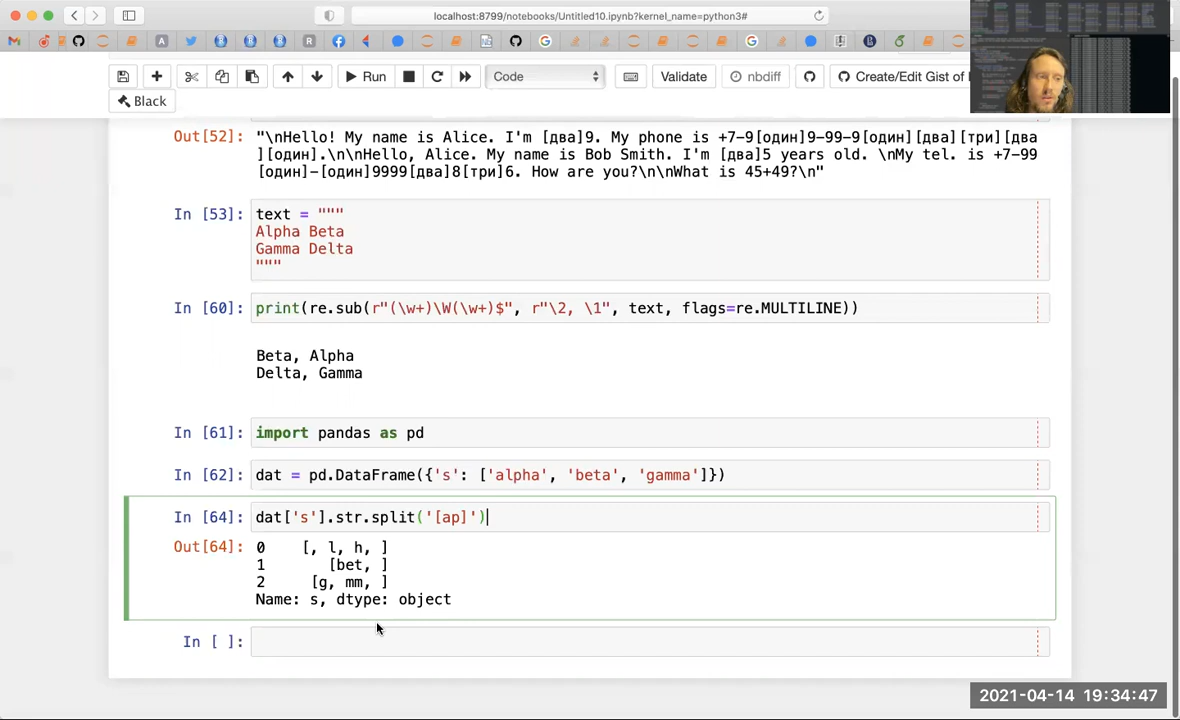 localhost:8799/notebooks/Untitled10.ipynb?kernel_name=python3#
Run
Code
Validate
nbdiff
Create/Edit Gist of
Black
Out[52]: "\nHello! My name is Alice. I'm [два]9. My phone is +7-9[один]9-99-9[один][два][три][два
][один].\n\nHello, Alice. My name is Bob Smith. I'm [два]5 years old. \nMy tel. is +7-99
[один]-[один]9999[два]8[три]6. How are you?\n\nWhat is 45+49?\n"
In [53]: text = """
Alpha Beta
Gamma Delta
"""
In [60]: print(re.sub(r"(\w+)\W(\w+)$", r"\2, \1", text, flags=re.MULTILINE))
Beta, Alpha
Delta, Gamma
In [61]: import pandas as pd
In [62]: dat = pd.DataFrame({'s': ['alpha', 'beta', 'gamma']})
In [64]: dat['s'].str.split('[ap]')
Out[64]: 0 [, l, h, ]
1 [bet, ]
2 [g, mm, ]
Name: s, dtype: object
In [ ]:
2021-04-14 19:34:47